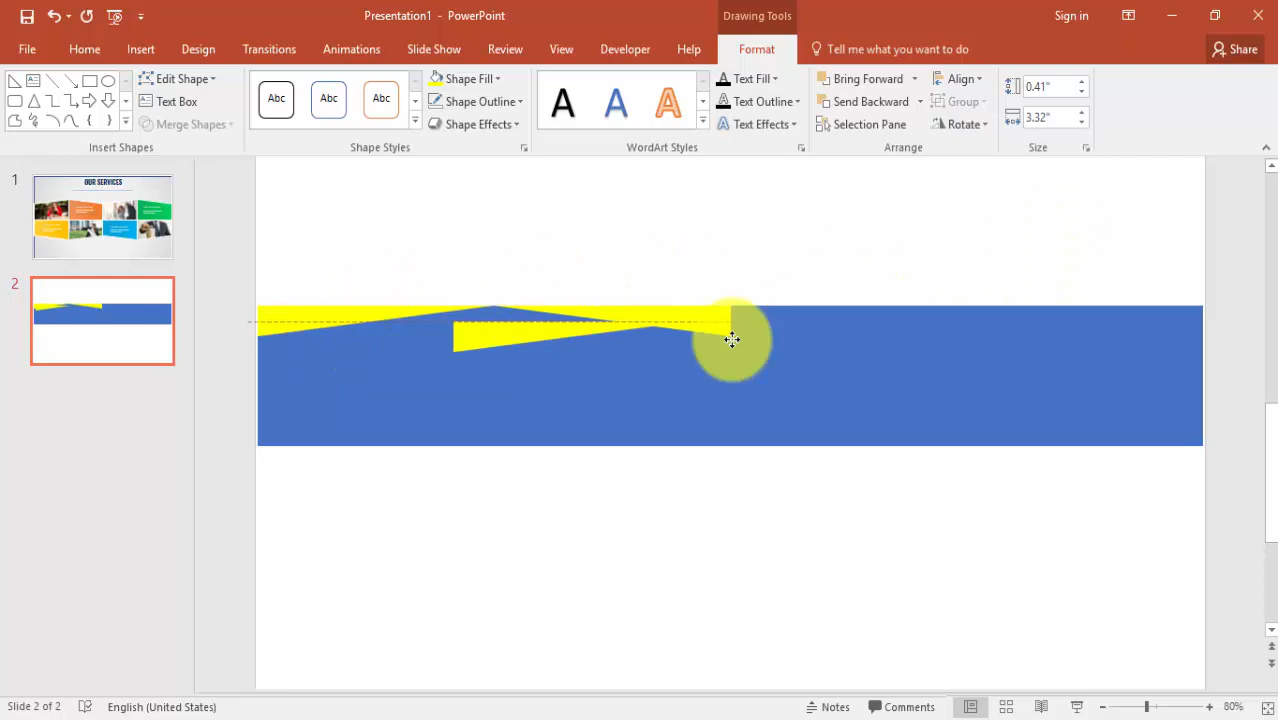 Presentation1 - PowerPoint
Drawing Tools
Sign in
File
Home
Insert
Design
Transitions
Animations
Slide Show
Review
View
Developer
Help
Format
Tell me what you want to do
Share
Edit Shape
Text Box
Merge Shapes
Insert Shapes
Abc
Abc
Abc
Shape Fill
Shape Outline
Shape Effects
Shape Styles
A
A
A
Text Fill
Text Outline
Text Effects
WordArt Styles
Bring Forward
Send Backward
Selection Pane
Align
Group
Rotate
Arrange
0.41"
3.32"
Size
1
OUR SERVICES
2
Slide 2 of 2
English (United States)
Notes
Comments
80%